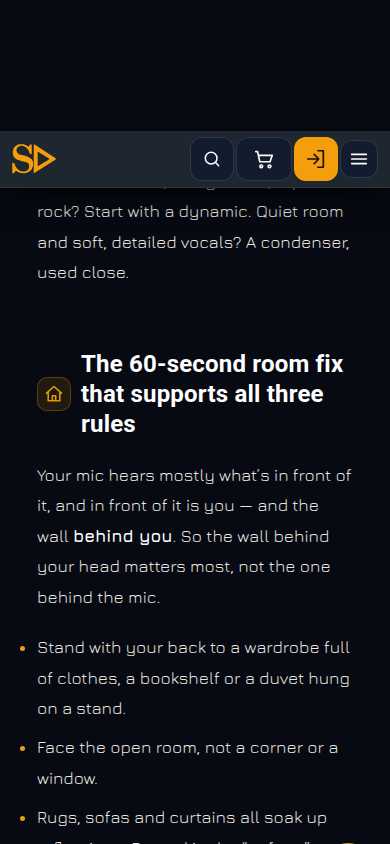 S
rock? Start with a dynamic. Quiet room
and soft, detailed vocals? A condenser,
used close.
The 60-second room fix
that supports all three
rules
Your mic hears mostly what's in front of
it, and in front of it is you — and the
wall behind you. So the wall behind
your head matters most, not the one
behind the mic.
Stand with your back to a wardrobe full
of clothes, a bookshelf or a duvet hung
on a stand.
Face the open room, not a corner or a
window.
Rugs, sofas and curtains all soak up